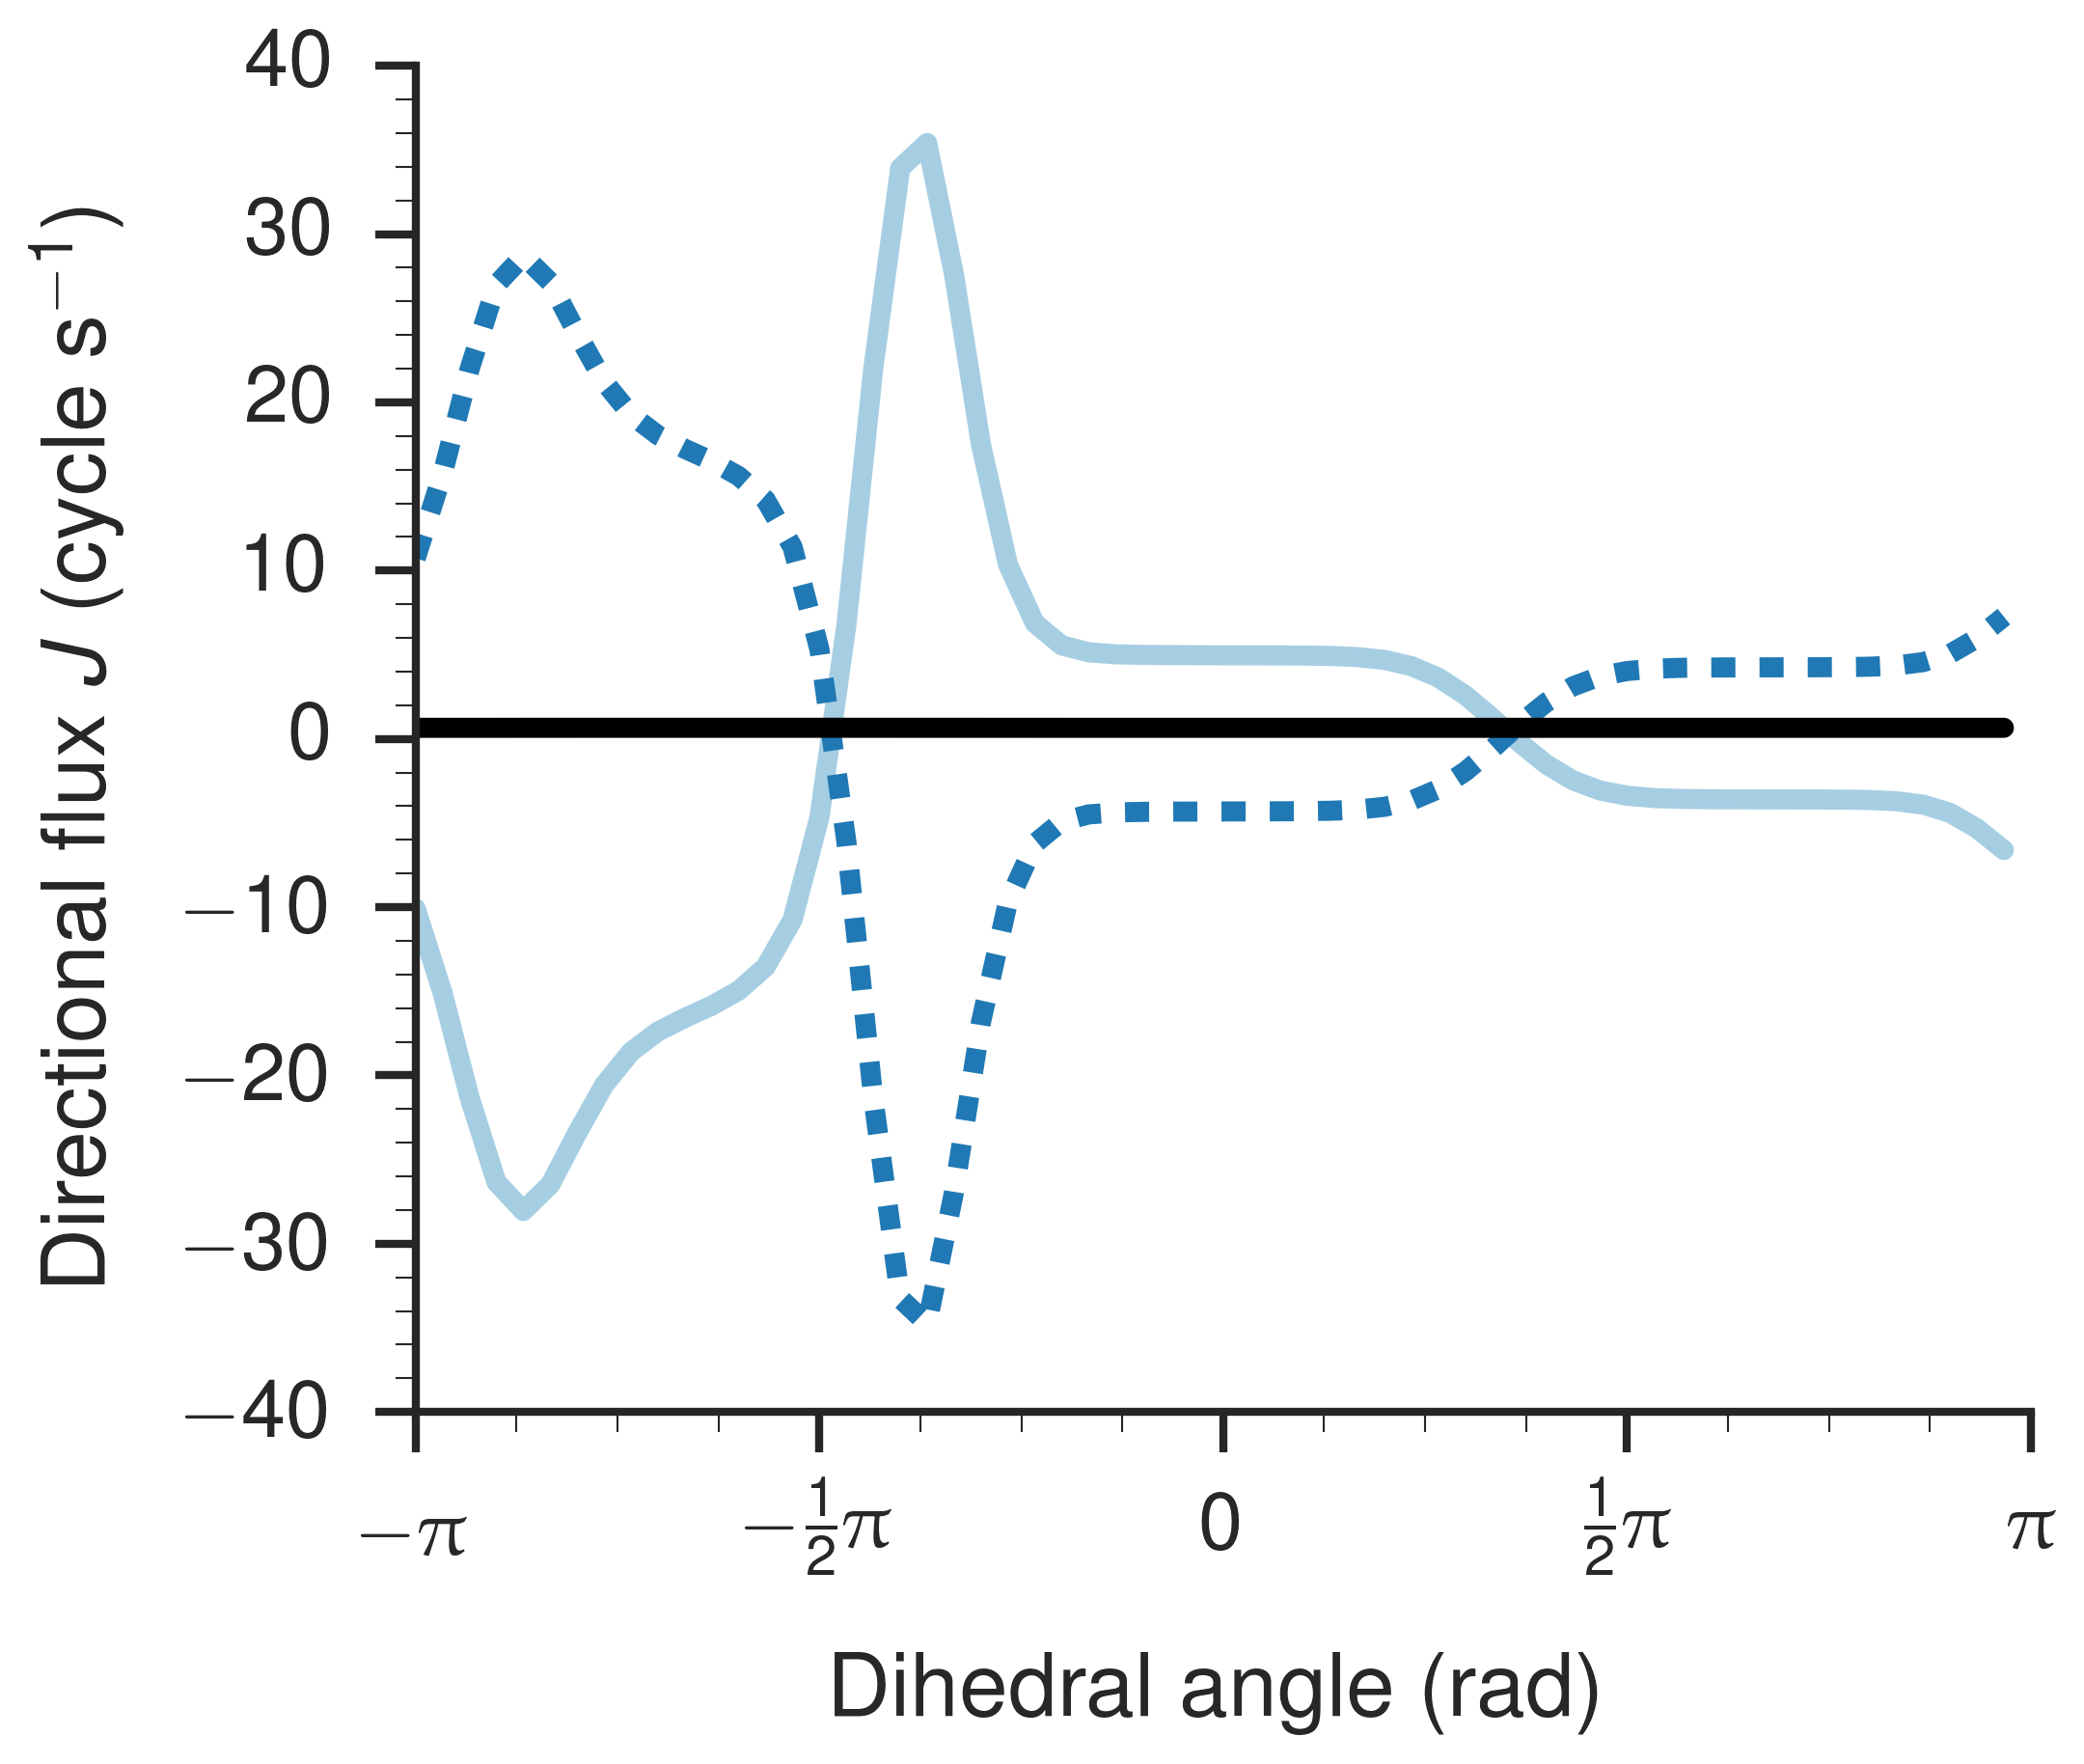 Directional flux J (cycle s⁻¹)
40
30
20
10
0
−10
−20
−30
−40
−π
−½π
0
½π
π
Dihedral angle (rad)